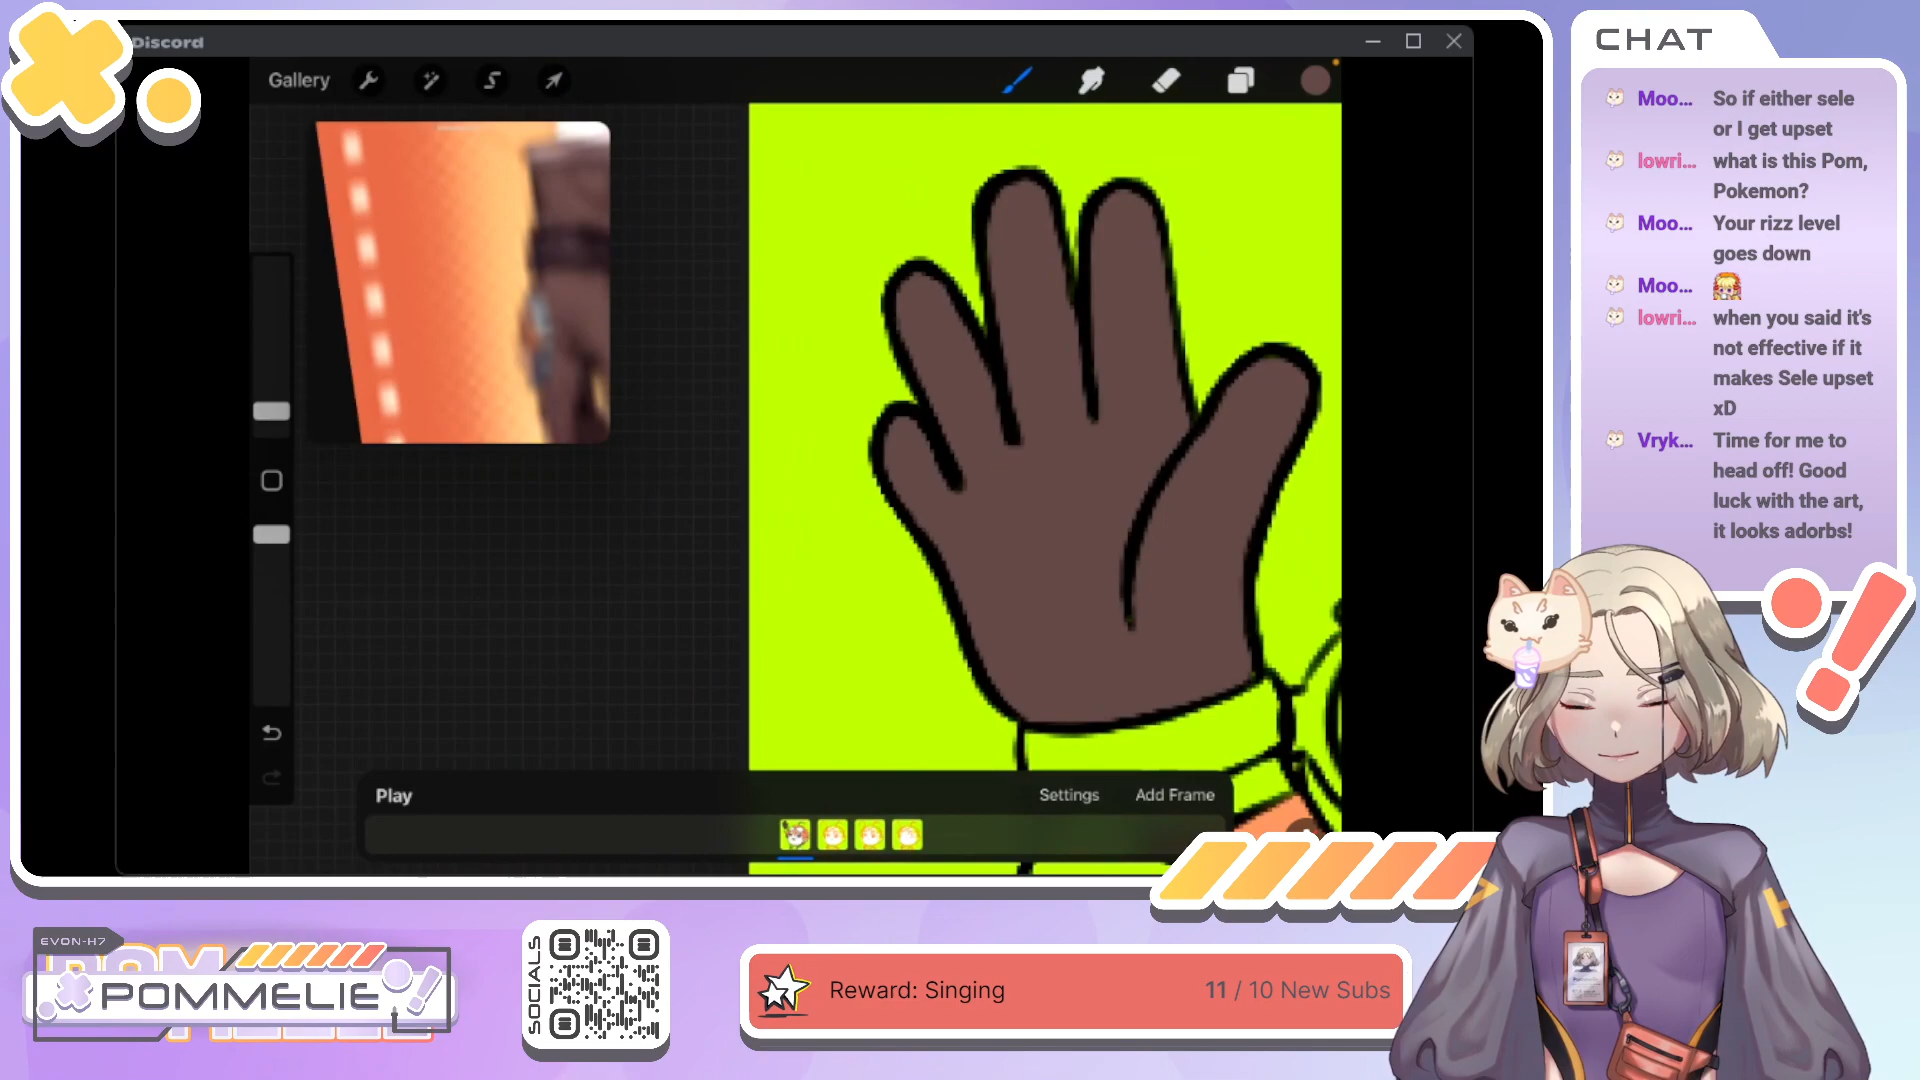 Discord
Gallery
Play
Settings
Add Frame
CHAT
Moo... So if either sele
or I get upset
lowri... what is this Pom,
Pokemon?
Moo... Your rizz level
goes down
Moo...
lowri... when you said it's
not effective if it
makes Sele upset
xD
Vryk... Time for me to
head off! Good
luck with the art,
it looks adorbs!
EVON-H7
POMMELIE
SOCIALS
Reward: Singing
11 / 10 New Subs